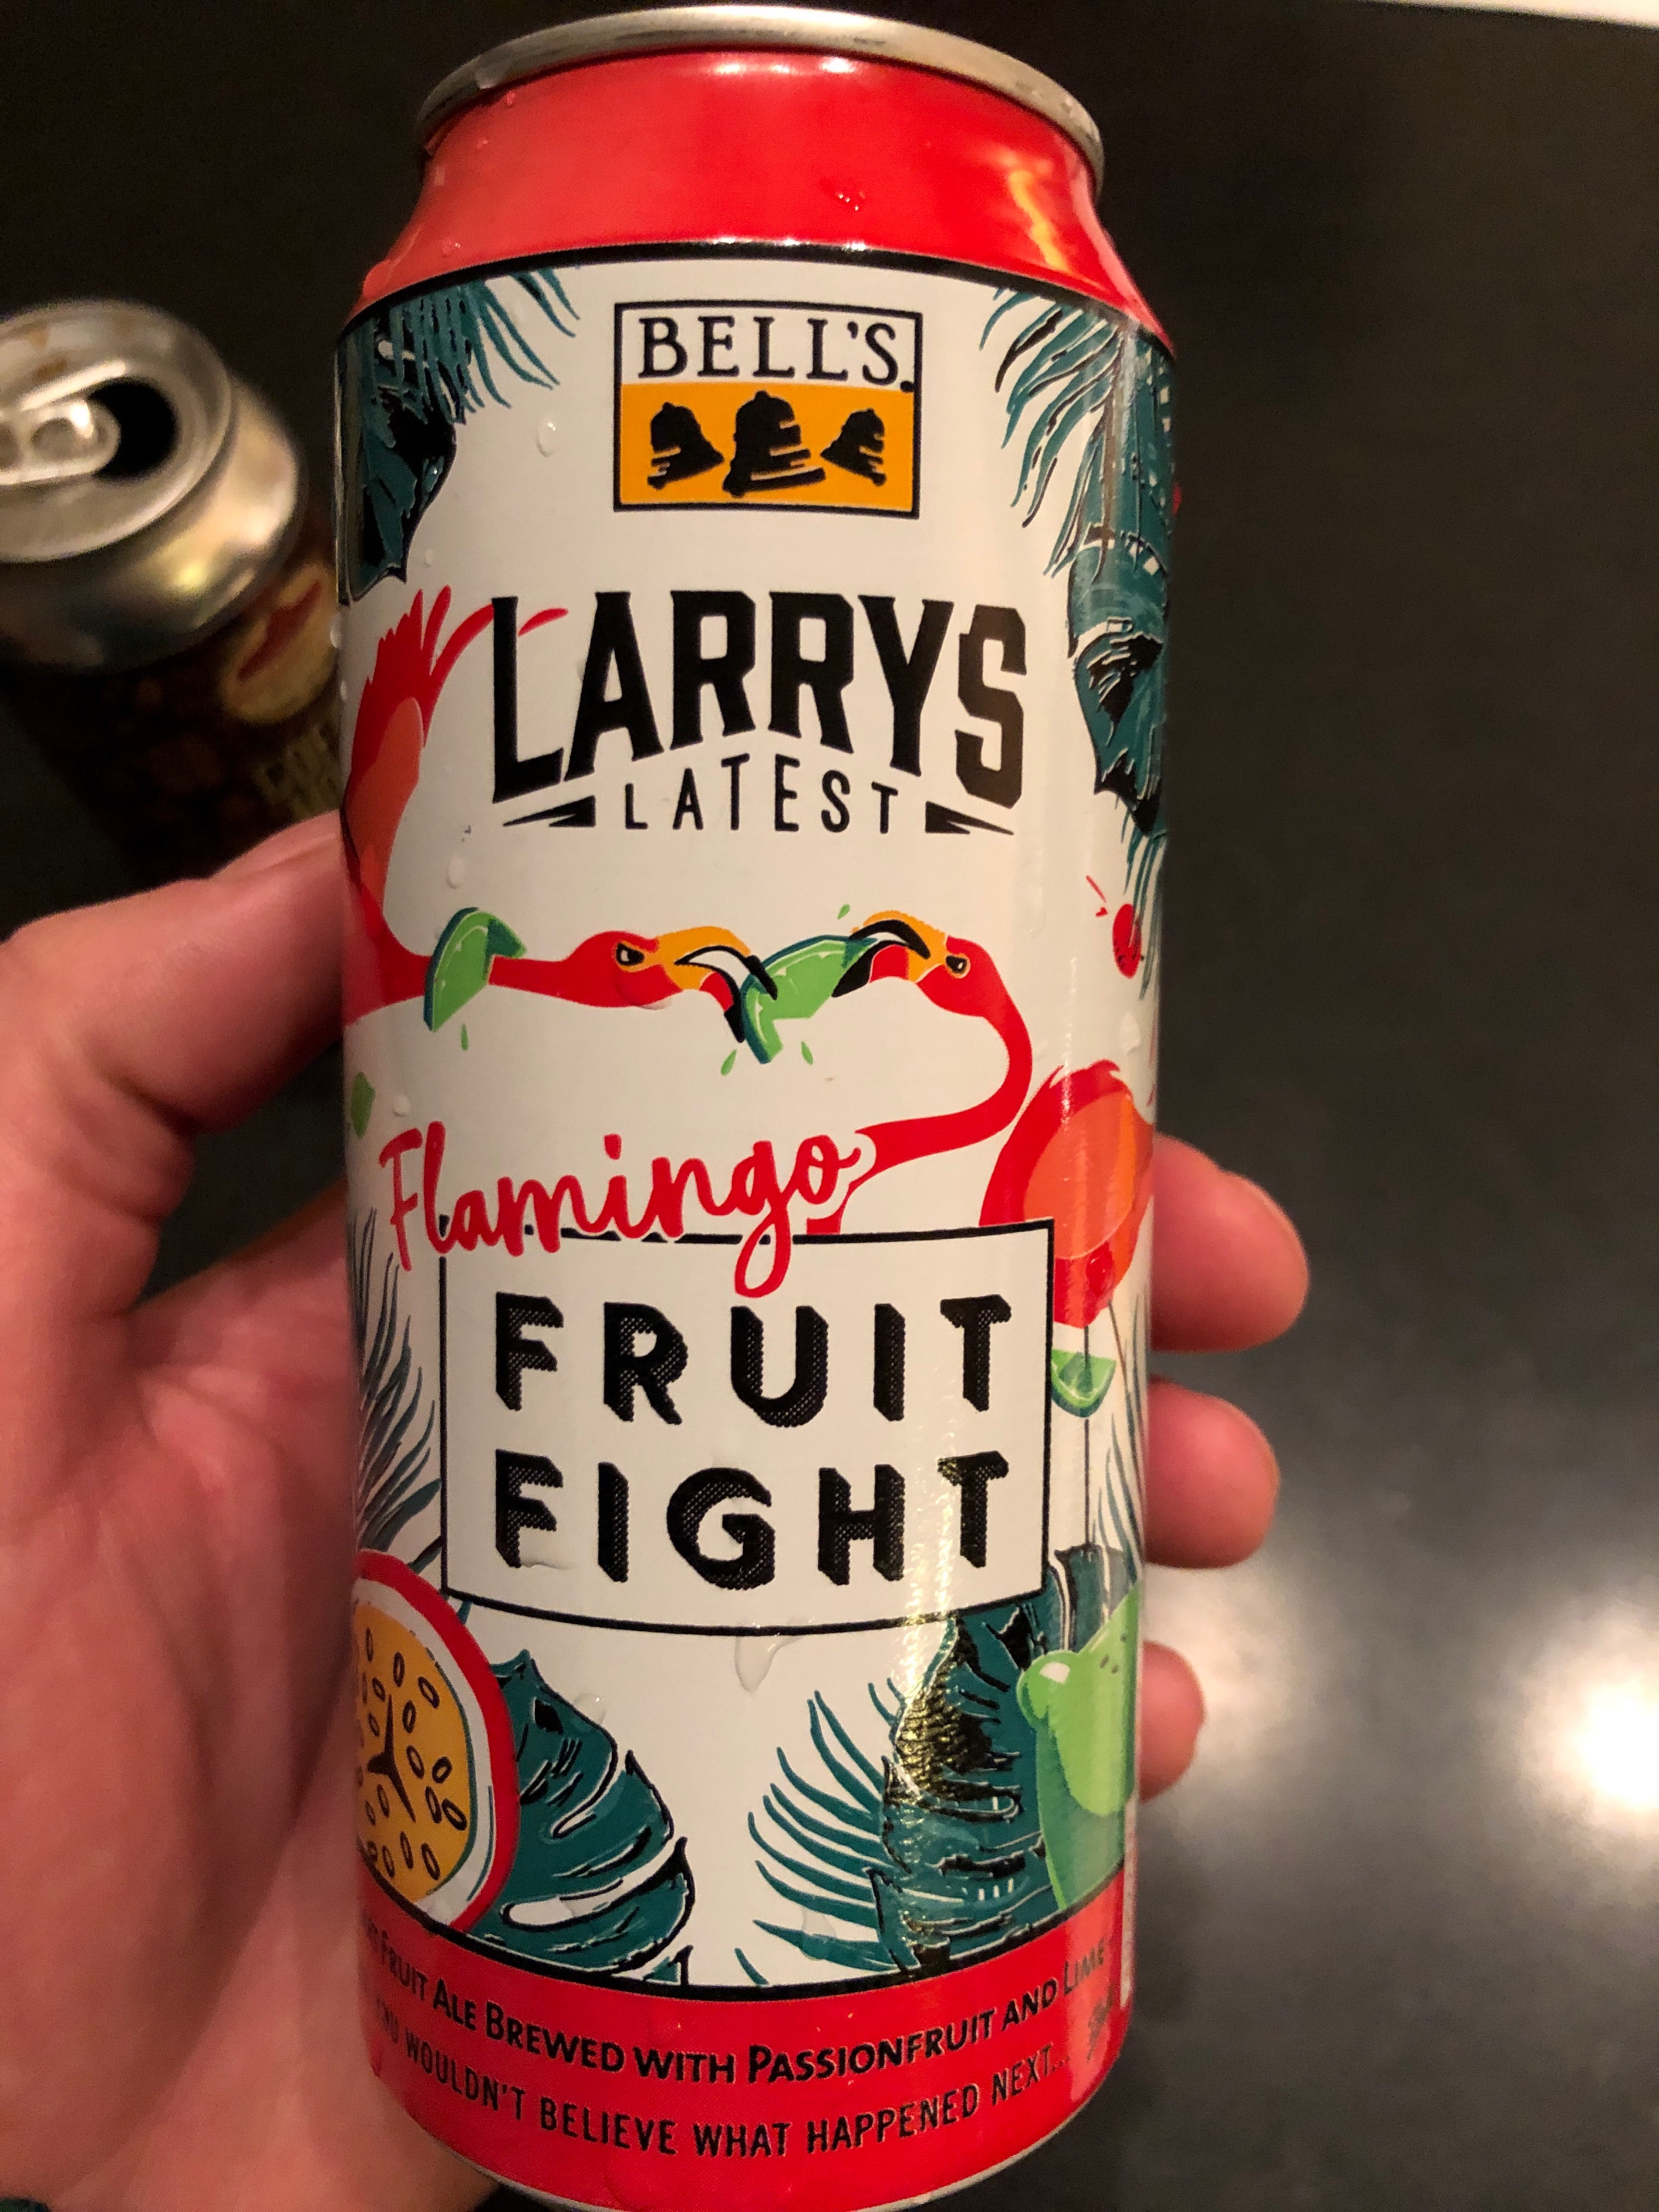 BELL'S
LARRYS
LATEST
Flamingo
FRUIT
FIGHT
FRUIT ALE BREWED WITH PASSIONFRUIT AND LIME
WOULDN'T BELIEVE WHAT HAPPENED NEXT...